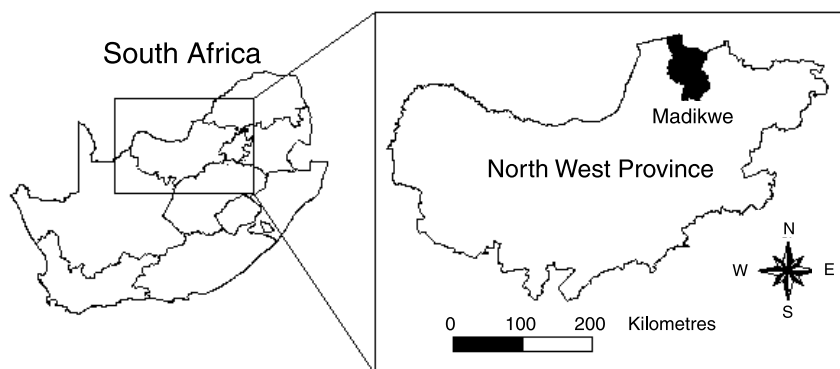 South Africa
Madikwe
North West Province
N
W E
S
0 100 200 Kilometres